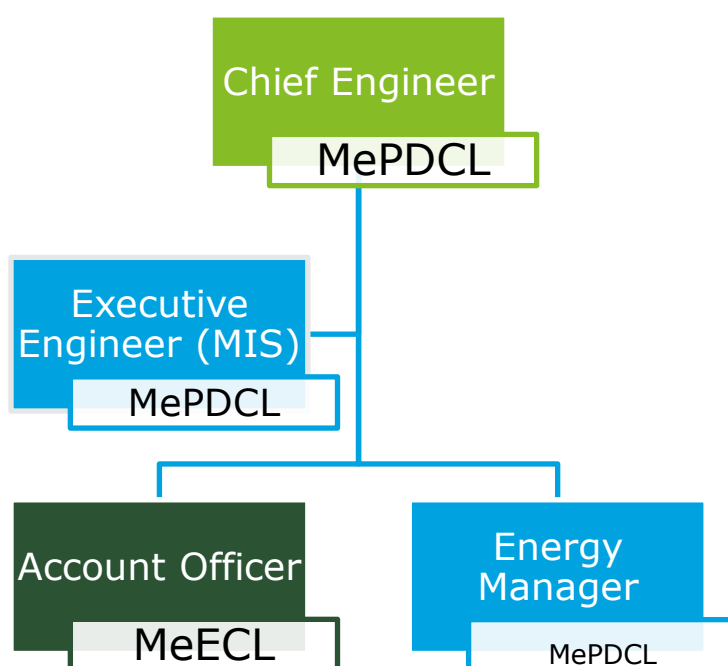 Chief Engineer
MePDCL
Executive
Engineer (MIS)
MePDCL
Account Officer
MeECL
Energy
Manager
MePDCL